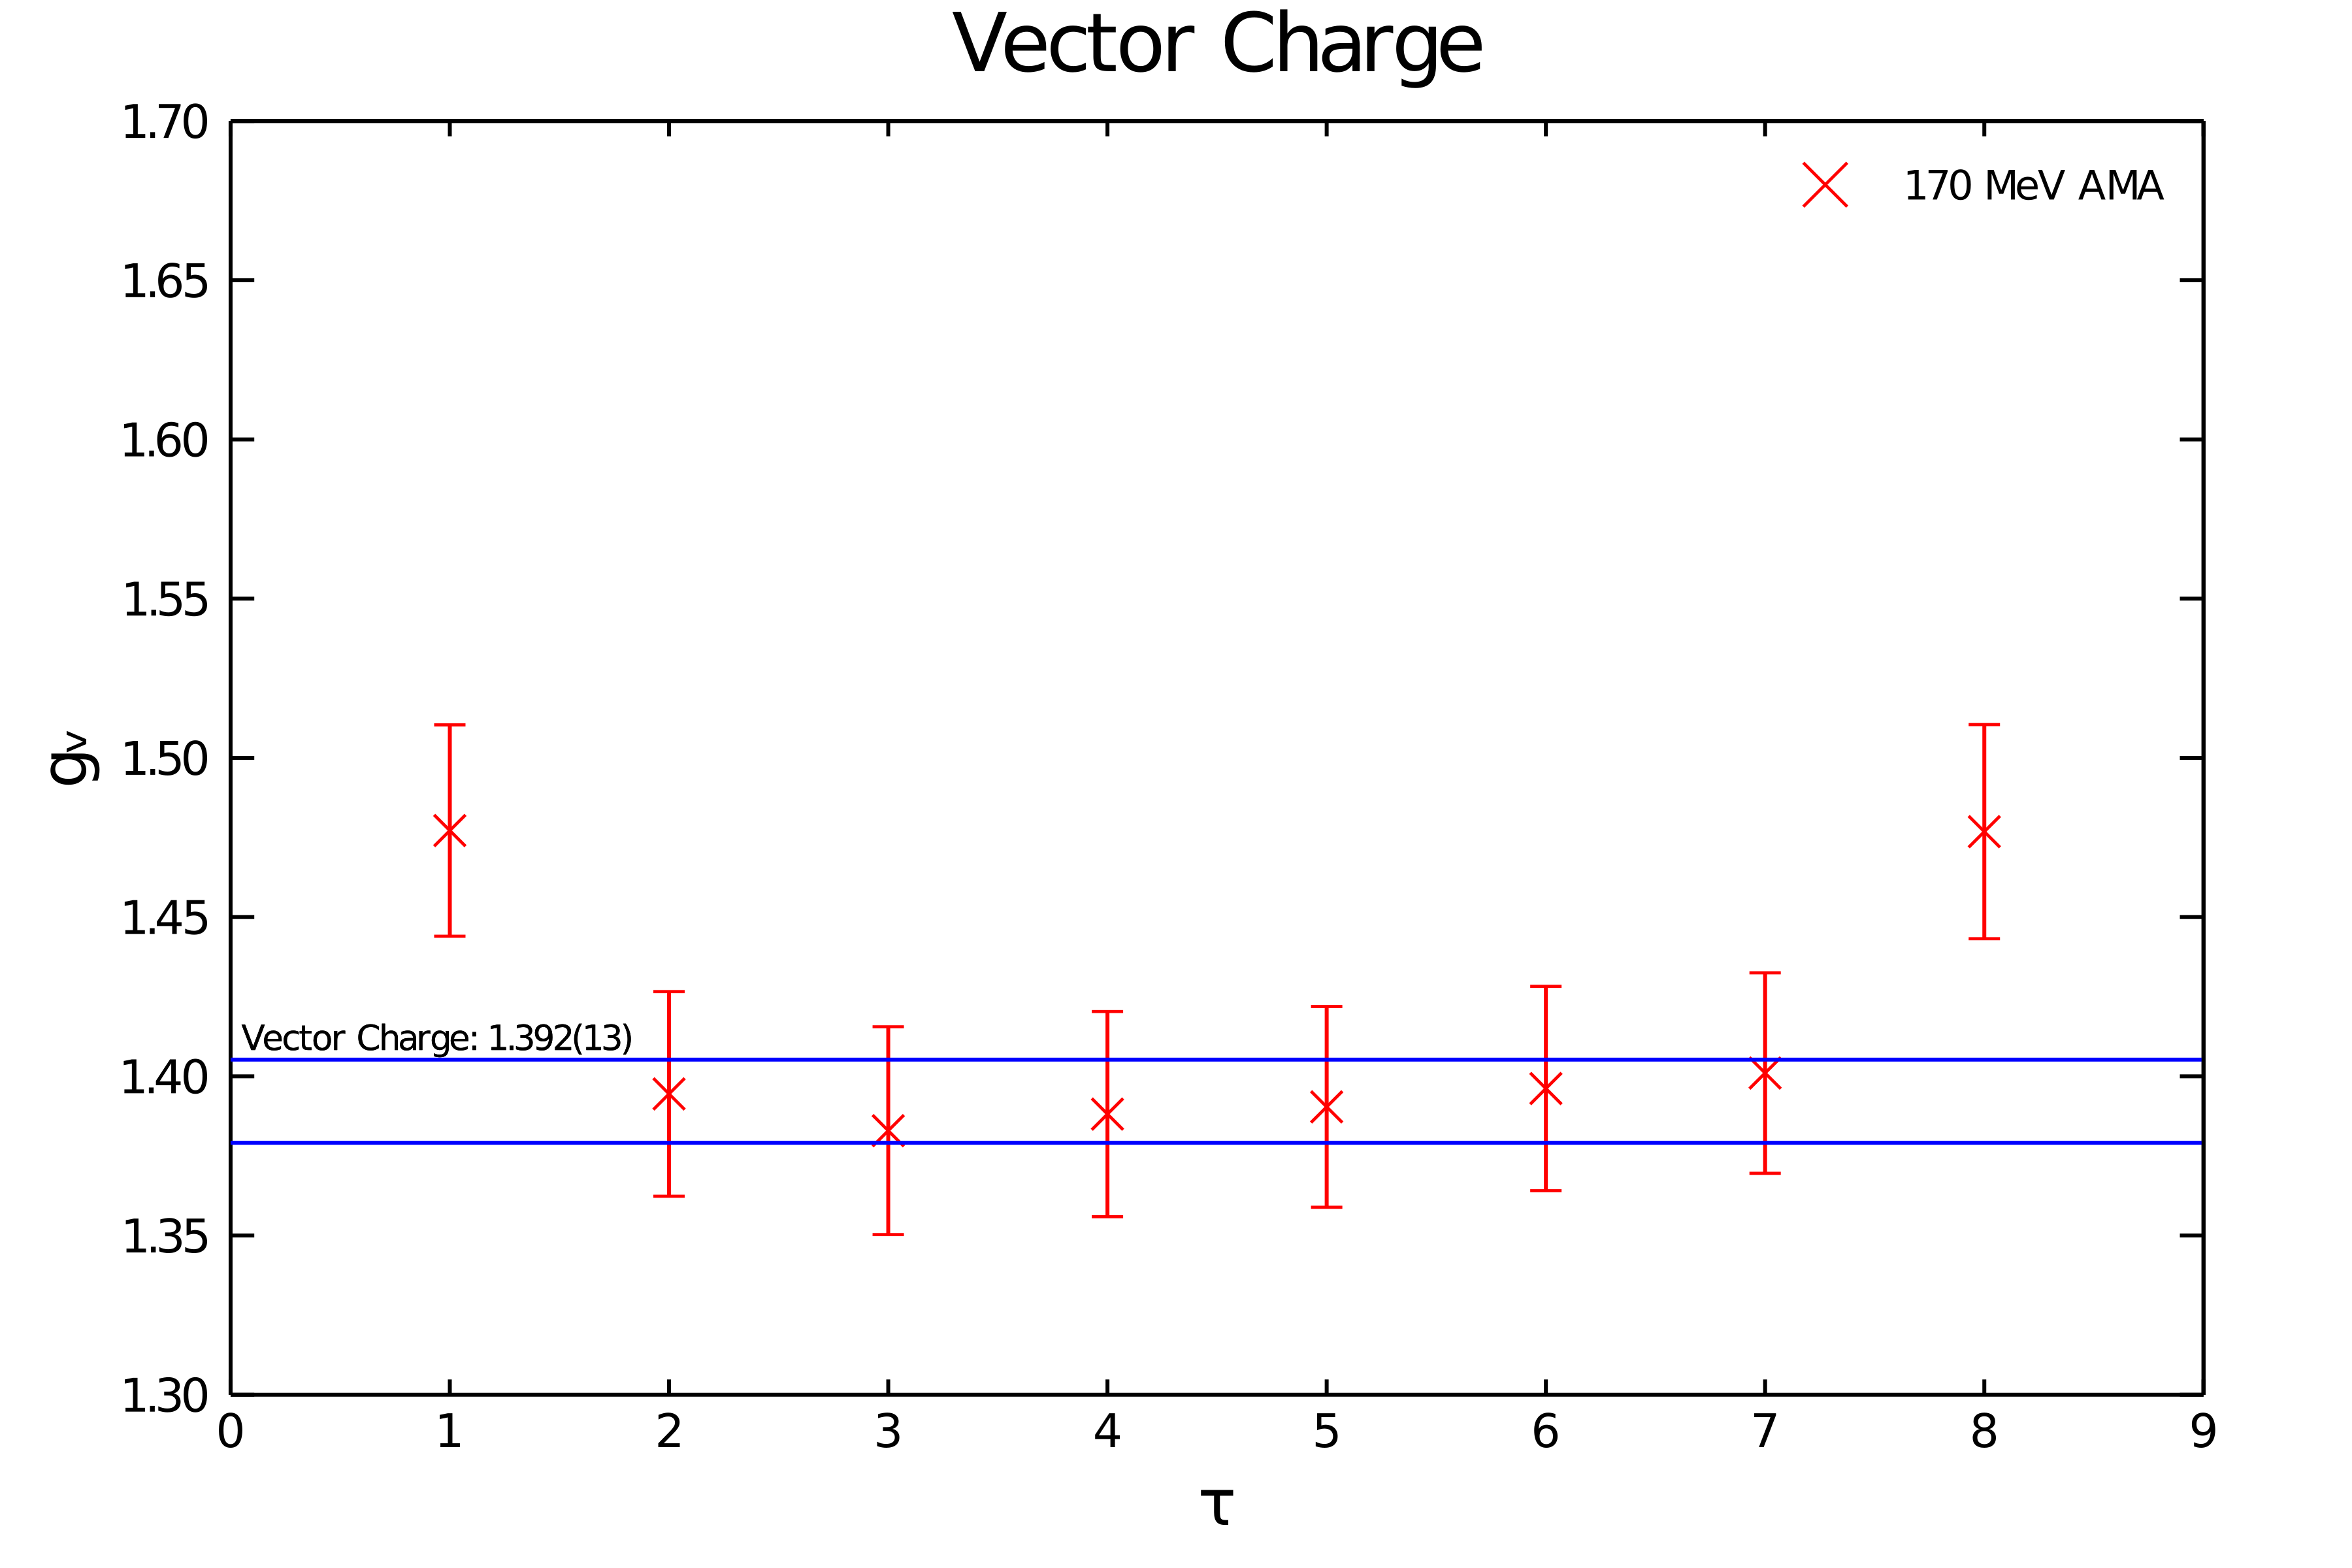 Vector Charge
1.70
170 MeV AMA
1.65
1.60
1.55
1.50
gv
1.45
Vector Charge: 1.392(13)
1.40
1.35
1.30
0 1 2 3 4 5 6 7 8 9
τ